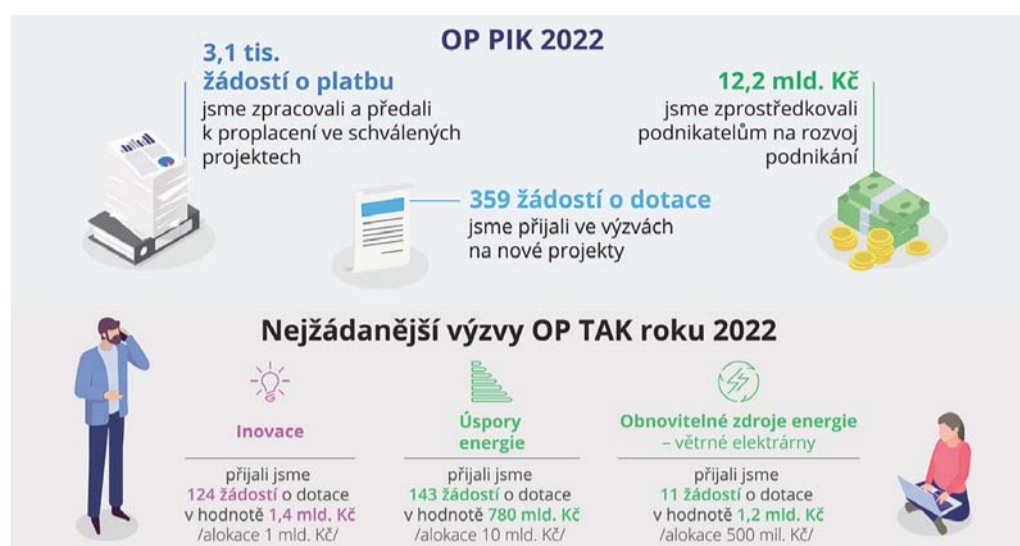 OP PIK 2022
3,1 tis.
žádostí o platbu
jsme zpracovali a předali
k proplacení ve schválených
projektech
12,2 mld. Kč
jsme zprostředkovali
podnikatelům na rozvoj
podnikání
359 žádostí o dotace
jsme přijali ve výzvách
na nové projekty
Nejžádanější výzvy OP TAK roku 2022
Inovace
přijali jsme
124 žádostí o dotace
v hodnotě 1,4 mld. Kč
/alokace 1 mld. Kč/
Úspory
energie
přijali jsme
143 žádostí o dotace
v hodnotě 780 mld. Kč
/alokace 10 mld. Kč/
Obnovitelné zdroje energie
– větrné elektrárny
přijali jsme
11 žádostí o dotace
v hodnotě 1,2 mld. Kč
/alokace 500 mil. Kč/